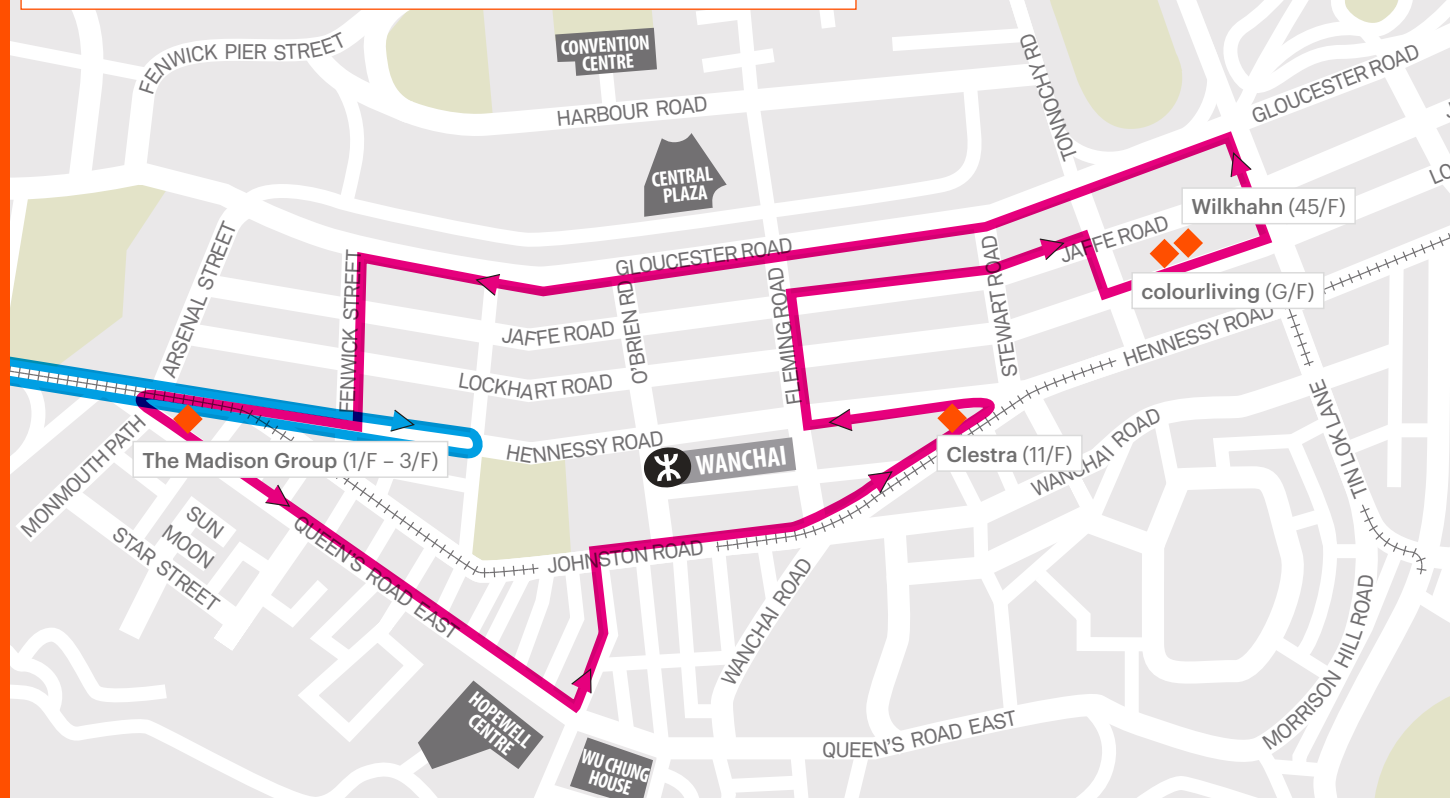 FENWICK PIER STREET
CONVENTION
CENTRE
TONNOCHY RD
GLOUCESTER ROAD
HARBOUR ROAD
CENTRAL
PLAZA
Wilkhahn (45/F)
JAFFE ROAD
ARSENAL STREET
FENWICK STREET
GLOUCESTER ROAD
STEWART ROAD
colourliving (G/F)
O'BRIEN RD
FLEMING ROAD
JAFFE ROAD
HENNESSY ROAD
LOCKHART ROAD
TIN LOK LANE
MONMOUTH PATH
The Madison Group (1/F – 3/F)
HENNESSY ROAD
WANCHAI
Clestra (11/F)
WANCHAI ROAD
SUN
MOON
STAR STREET
QUEEN'S ROAD EAST
JOHNSTON ROAD
WANCHAI ROAD
MORRISON HILL ROAD
HOPEWELL
CENTRE
WU CHUNG
HOUSE
QUEEN'S ROAD EAST